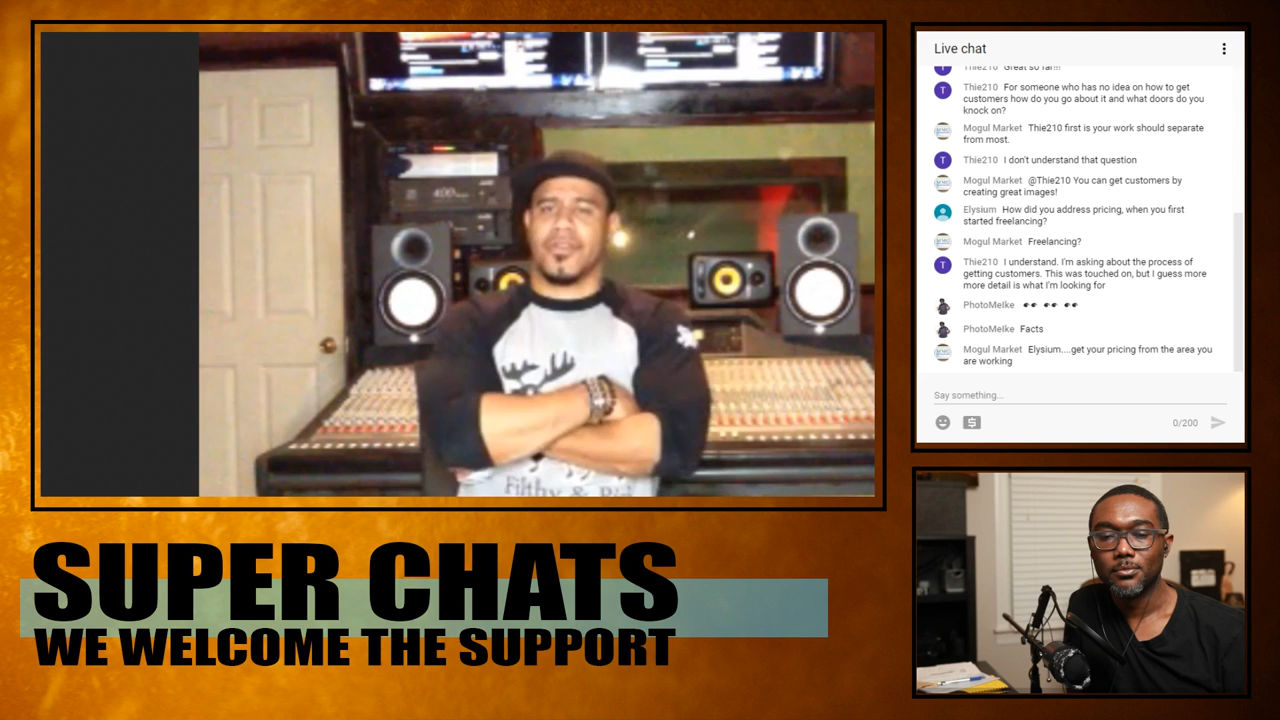 Live chat
Thie210 Great so far!!!
Thie210 For someone who has no idea on how to get
customers how do you go about it and what doors do you
knock on?
Mogul Market Thie210 first is your work should separate
from most.
Thie210 I don't understand that question
Mogul Market @Thie210 You can get customers by
creating great images!
Elysium How did you address pricing, when you first
started freelancing?
Mogul Market Freelancing?
Thie210 I understand. I'm asking about the process of
getting customers. This was touched on, but I guess more
more detail is what I'm looking for
PhotoMelke
PhotoMelke Facts
Mogul Market Elysium....get your pricing from the area you
are working
Say something...
0/200
T
T
T
T
$
Filthy &
SUPER CHATS
WE WELCOME THE SUPPORT